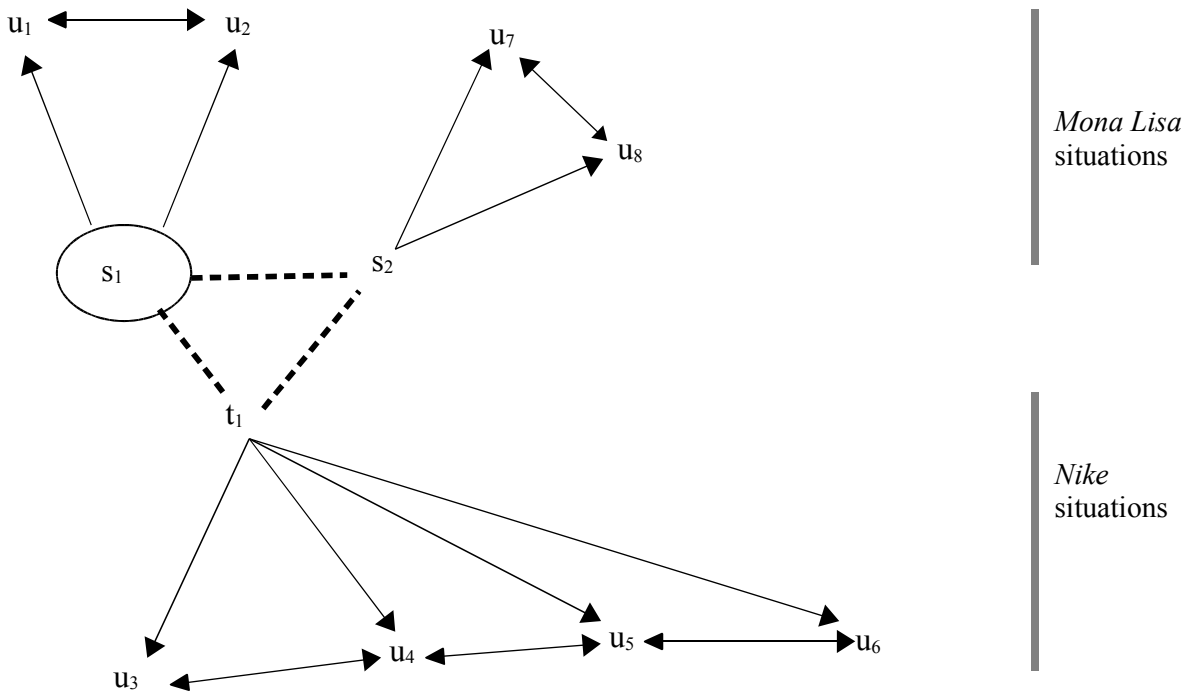 u₁
u₂
u₇
u₈
Mona Lisa
situations
s₁
s₂
t₁
Nike
situations
u₃
u₄
u₅
u₆